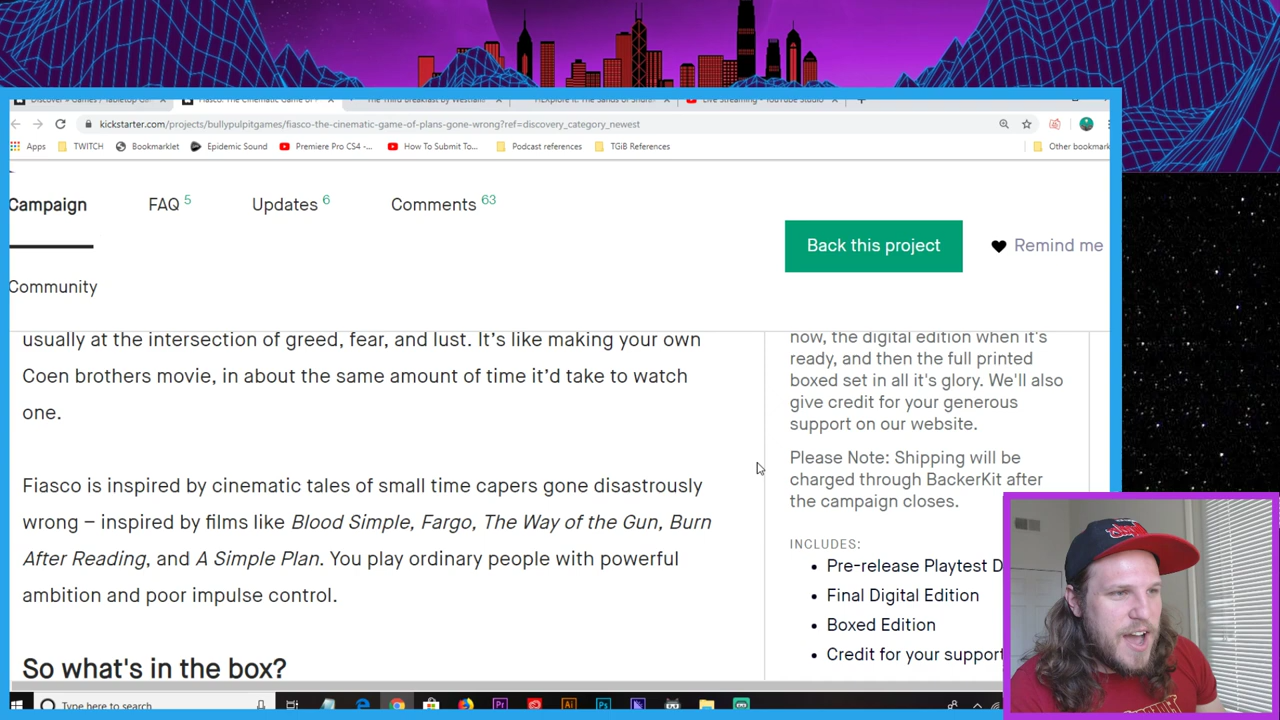 kickstarter.com/projects/bullypulpitgames/fiasco-the-cinematic-game-of-plans-gone-wrong?ref=discovery_category_newest
Apps TWITCH Bookmarklet Epidemic Sound Premiere Pro CS4 -... How To Submit To... Podcast references TGiB References Other bookmark
Campaign FAQ 5 Updates 6 Comments 63
Back this project Remind me
Community
usually at the intersection of greed, fear, and lust. It's like making your own
Coen brothers movie, in about the same amount of time it'd take to watch
one.
Fiasco is inspired by cinematic tales of small time capers gone disastrously
wrong – inspired by films like Blood Simple, Fargo, The Way of the Gun, Burn
After Reading, and A Simple Plan. You play ordinary people with powerful
ambition and poor impulse control.
So what's in the box?
now, the digital edition when it's
ready, and then the full printed
boxed set in all it's glory. We'll also
give credit for your generous
support on our website.
Please Note: Shipping will be
charged through BackerKit after
the campaign closes.
INCLUDES:
• Pre-release Playtest D
• Final Digital Edition
• Boxed Edition
• Credit for your support
Type here to search